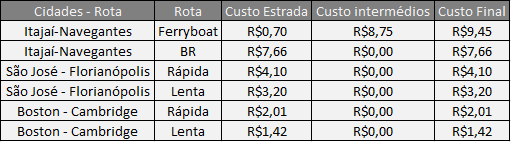 Cidades - Rota Rota Custo Estrada Custo intermédios Custo Final
Itajaí-Navegantes Ferryboat R$0,70 R$8,75 R$9,45
Itajaí-Navegantes BR R$7,66 R$0,00 R$7,66
São José - Florianópolis Rápida R$4,10 R$0,00 R$4,10
São José - Florianópolis Lenta R$3,20 R$0,00 R$3,20
Boston - Cambridge Rápida R$2,01 R$0,00 R$2,01
Boston - Cambridge Lenta R$1,42 R$0,00 R$1,42